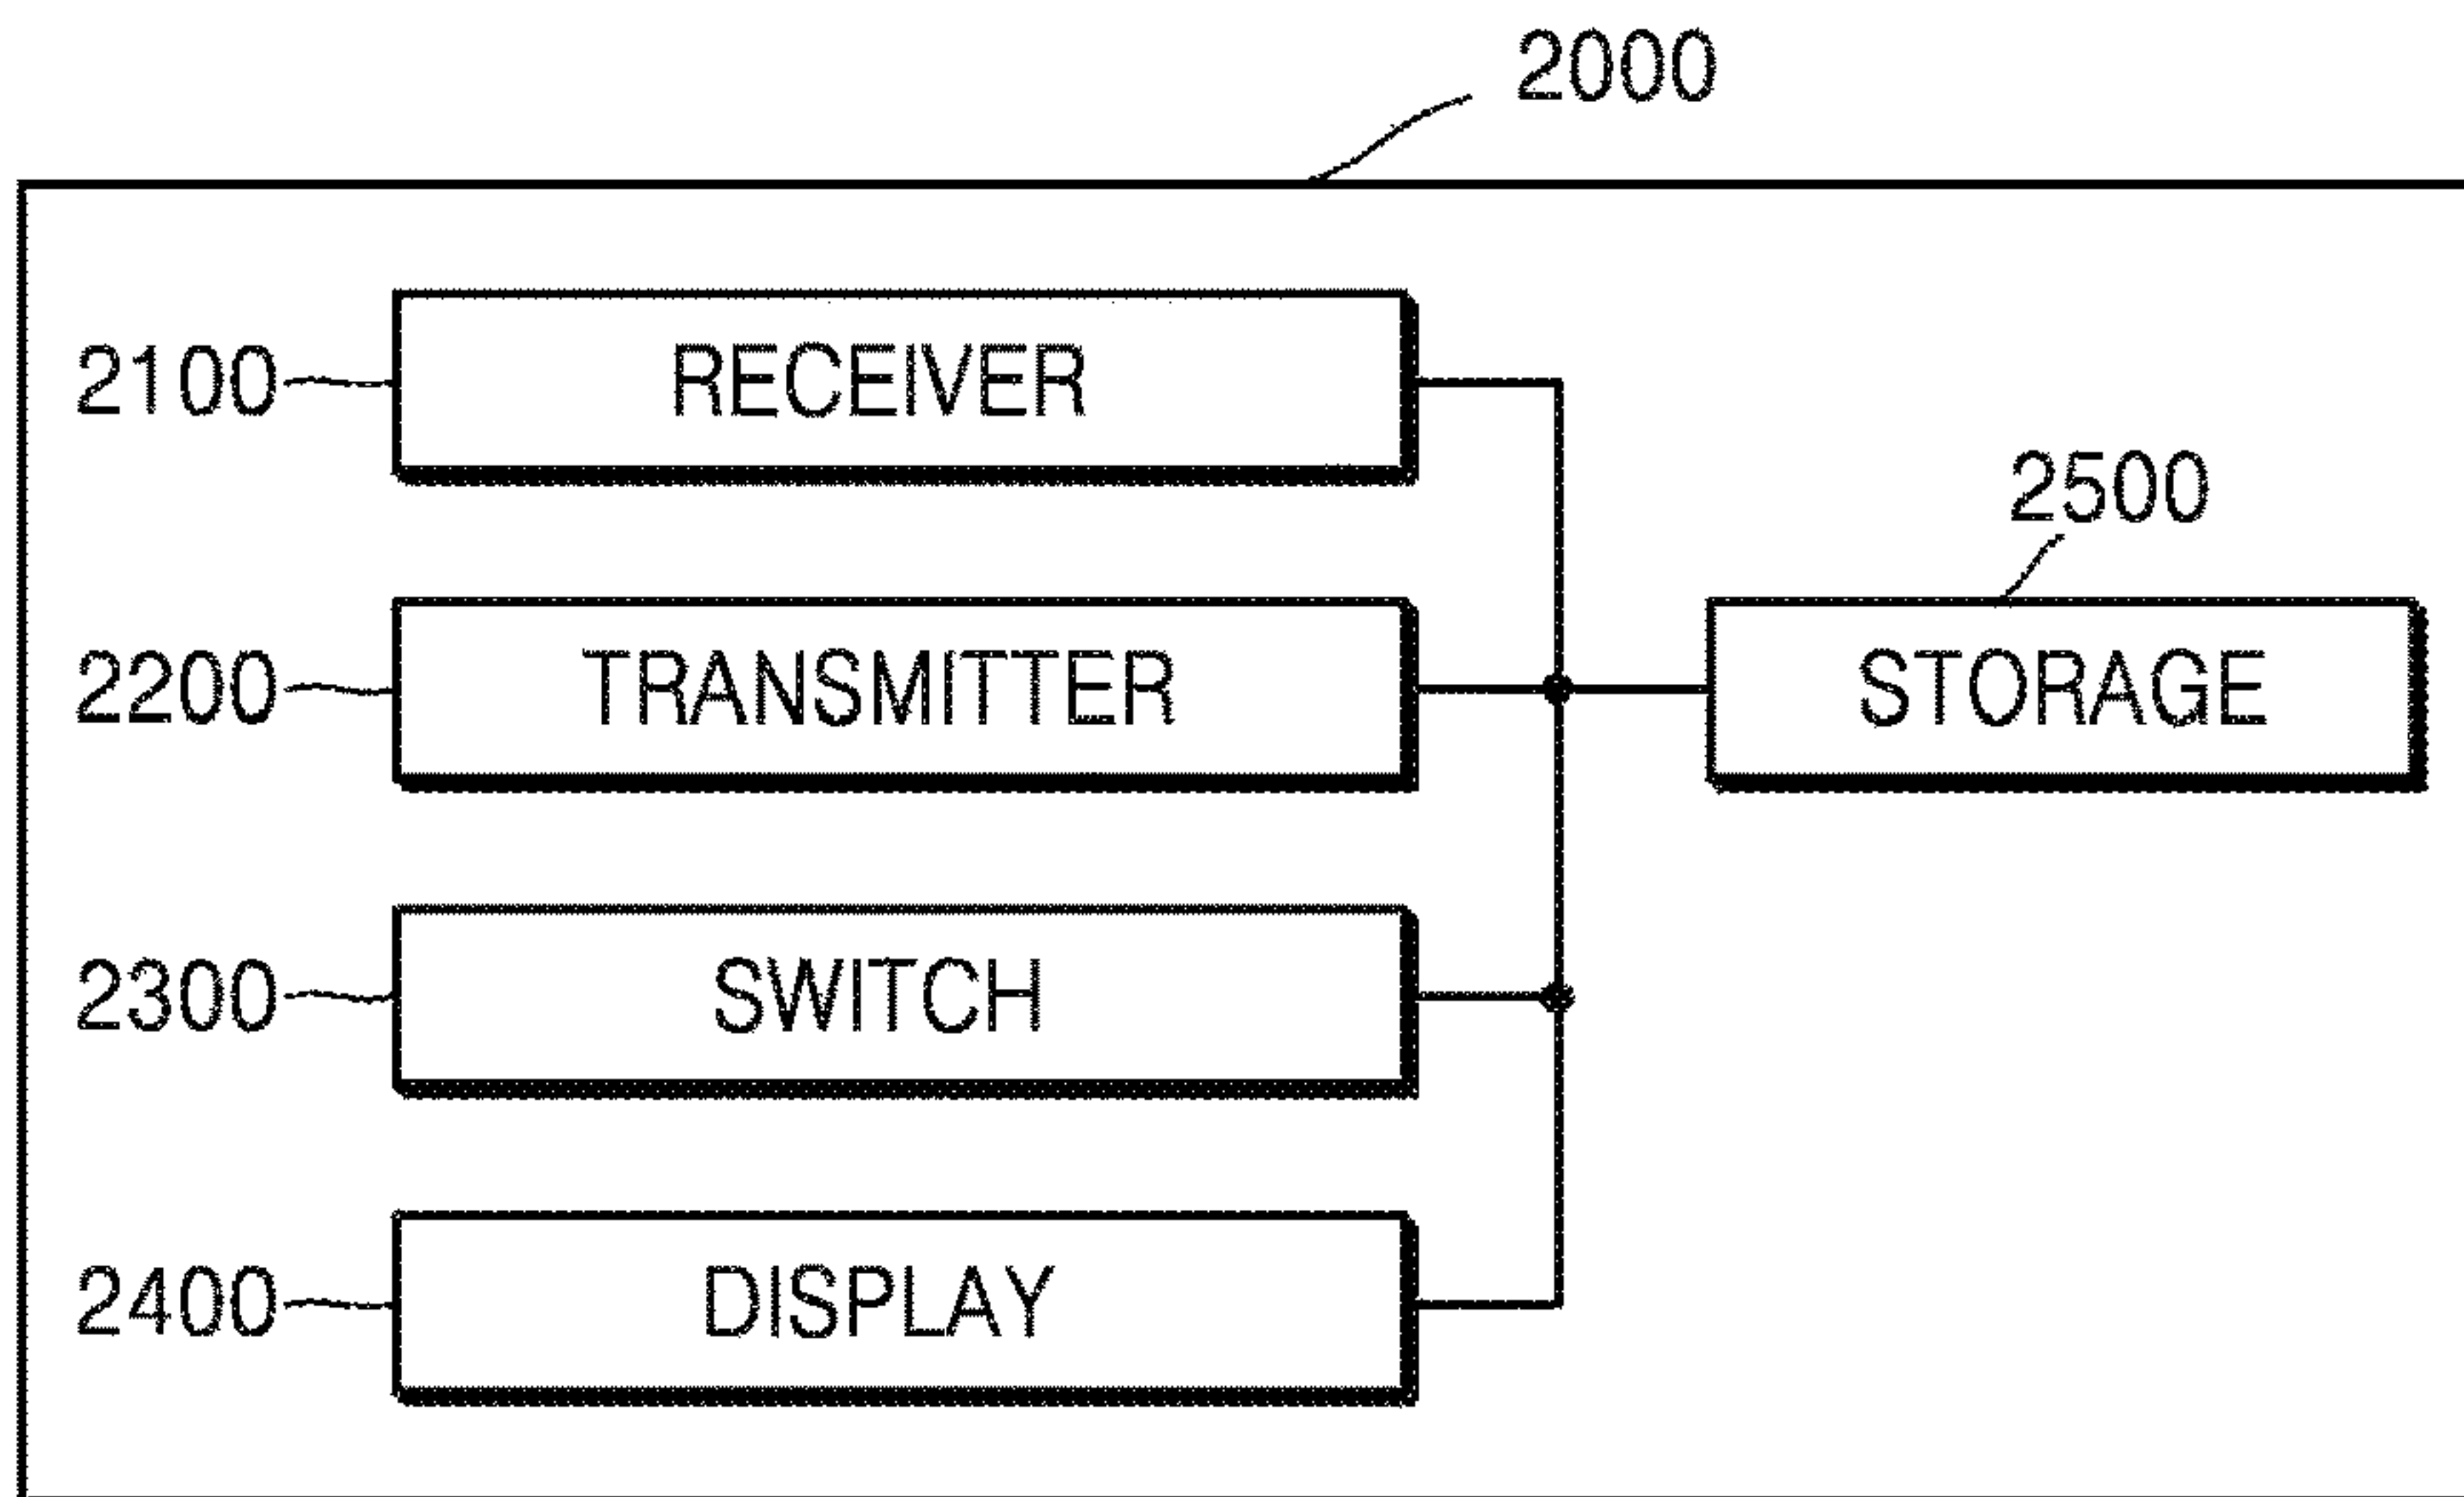 2000
2100 RECEIVER
2500
2200 TRANSMITTER STORAGE
2300 SWITCH
2400 DISPLAY